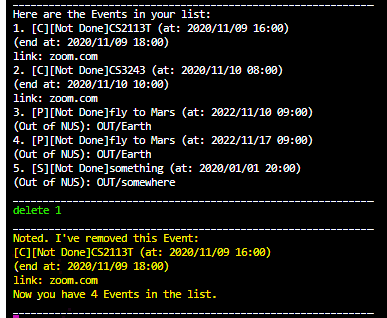 Here are the Events in your list:
1. [C][Not Done]CS2113T (at: 2020/11/09 16:00)
(end at: 2020/11/09 18:00)
link: zoom.com
2. [C][Not Done]CS3243 (at: 2020/11/10 08:00)
(end at: 2020/11/10 10:00)
link: zoom.com
3. [P][Not Done]fly to Mars (at: 2022/11/10 09:00)
(Out of NUS): OUT/Earth
4. [P][Not Done]fly to Mars (at: 2022/11/17 09:00)
(Out of NUS): OUT/Earth
5. [S][Not Done]something (at: 2020/01/01 20:00)
(Out of NUS): OUT/somewhere
delete 1
Noted. I've removed this Event:
[C][Not Done]CS2113T (at: 2020/11/09 16:00)
(end at: 2020/11/09 18:00)
link: zoom.com
Now you have 4 Events in the list.